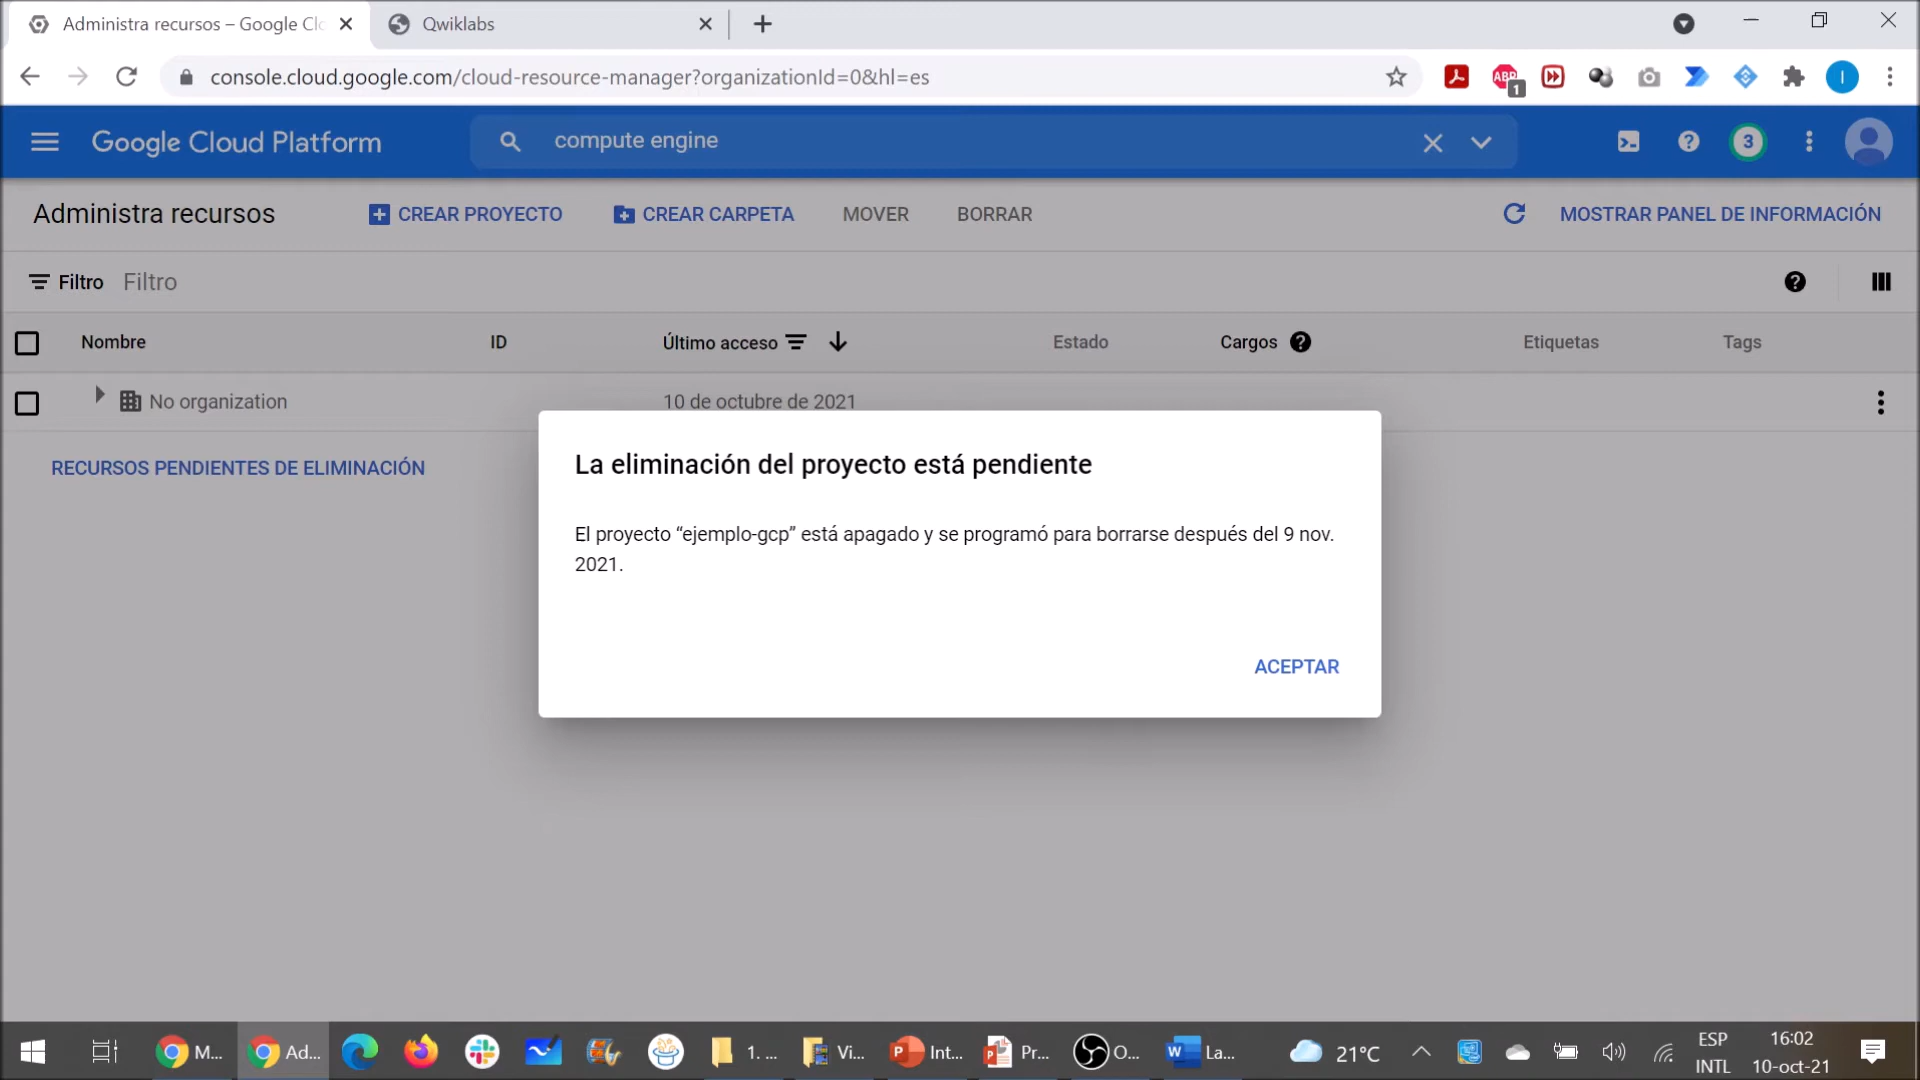 Administra recursos – Google Clo
Qwiklabs
console.cloud.google.com/cloud-resource-manager?organizationId=0&hl=es
ABP
1
I
Google Cloud Platform
compute engine
3
Administra recursos
CREAR PROYECTO
CREAR CARPETA
MOVER
BORRAR
MOSTRAR PANEL DE INFORMACIÓN
Filtro Filtro
Nombre
ID
Último acceso
Estado
Cargos
Etiquetas
Tags
No organization
10 de octubre de 2021
RECURSOS PENDIENTES DE ELIMINACIÓN
La eliminación del proyecto está pendiente
El proyecto “ejemplo-gcp” está apagado y se programó para borrarse después del 9 nov.
2021.
ACEPTAR
M...
Ad...
1. ...
Vi...
Int...
Pr...
O...
La...
21°C
ESP
INTL
16:02
10-oct-21